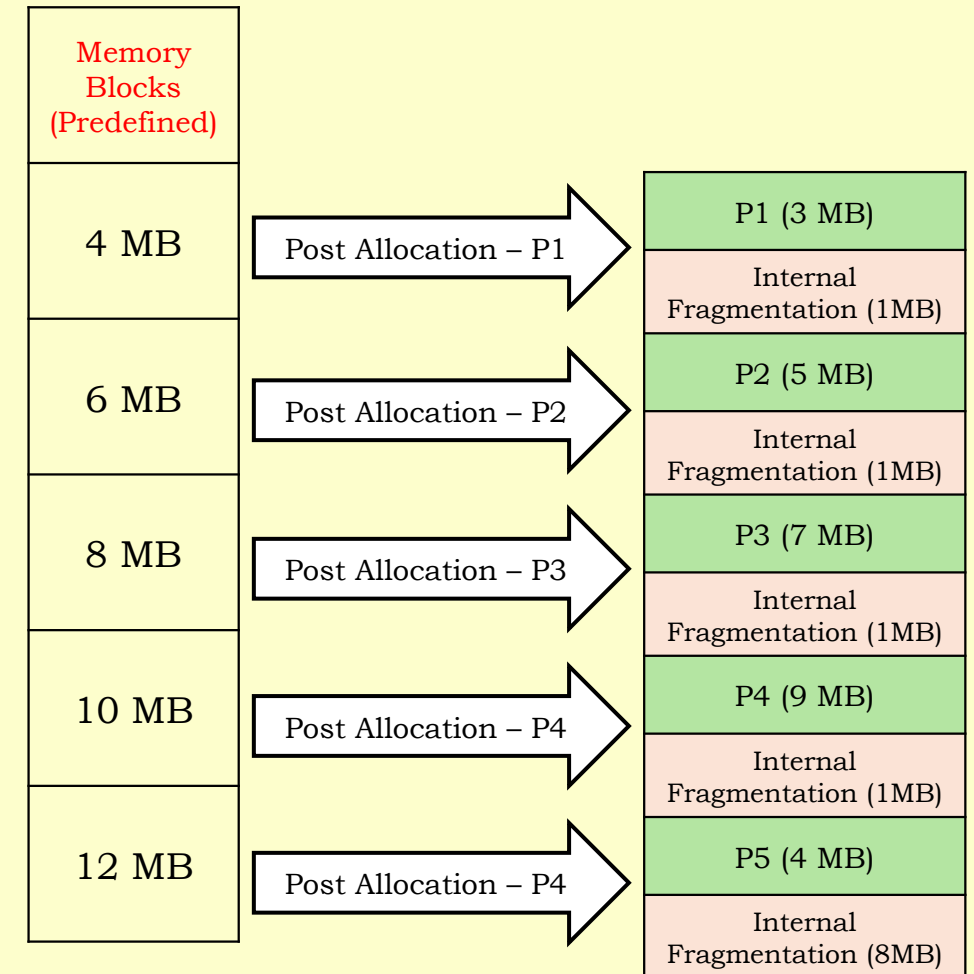 Memory
Blocks
(Predefined)
4 MB
Post Allocation – P1
P1 (3 MB)
Internal
Fragmentation (1MB)
6 MB
Post Allocation – P2
P2 (5 MB)
Internal
Fragmentation (1MB)
8 MB
Post Allocation – P3
P3 (7 MB)
Internal
Fragmentation (1MB)
10 MB
Post Allocation – P4
P4 (9 MB)
Internal
Fragmentation (1MB)
12 MB
Post Allocation – P4
P5 (4 MB)
Internal
Fragmentation (8MB)